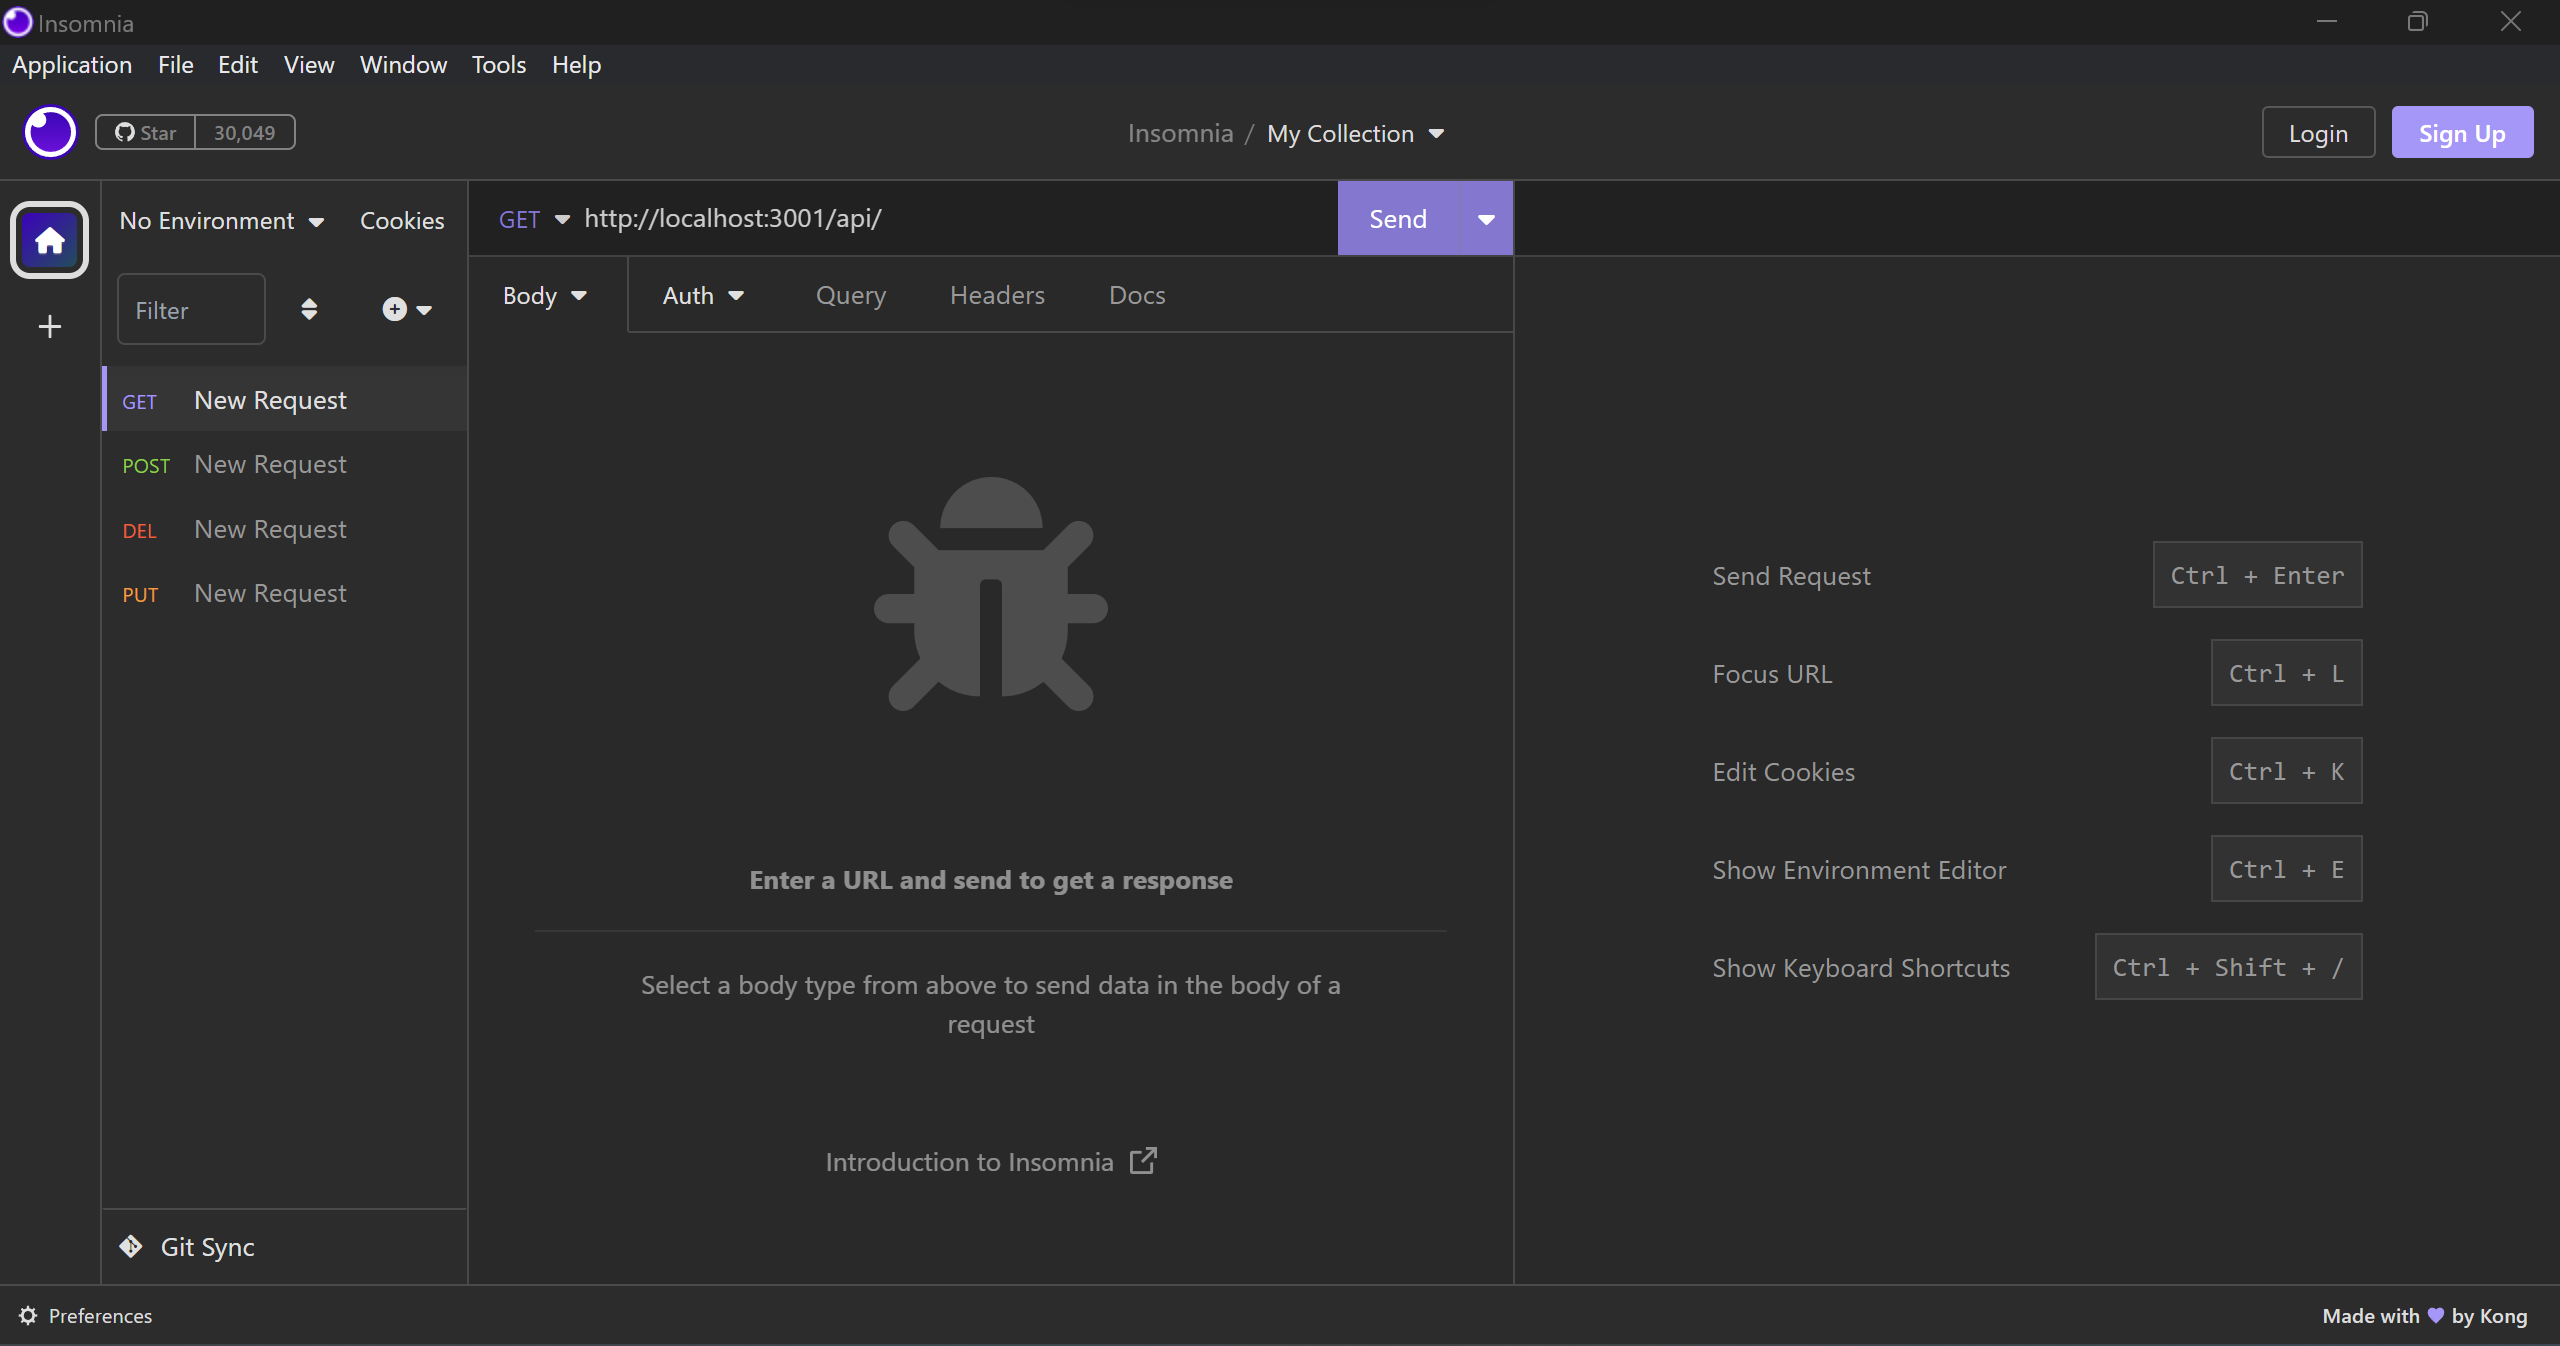 Insomnia
Application File Edit View Window Tools Help
Star 30,049
Insomnia / My Collection
Login Sign Up
No Environment Cookies
Filter
GET New Request
POST New Request
DEL New Request
PUT New Request
Git Sync
GET http://localhost:3001/api/ Send
Body Auth Query Headers Docs
Enter a URL and send to get a response
Select a body type from above to send data in the body of a
request
Introduction to Insomnia
Send Request Ctrl + Enter
Focus URL Ctrl + L
Edit Cookies Ctrl + K
Show Environment Editor Ctrl + E
Show Keyboard Shortcuts Ctrl + Shift + /
Preferences
Made with 💜 by Kong